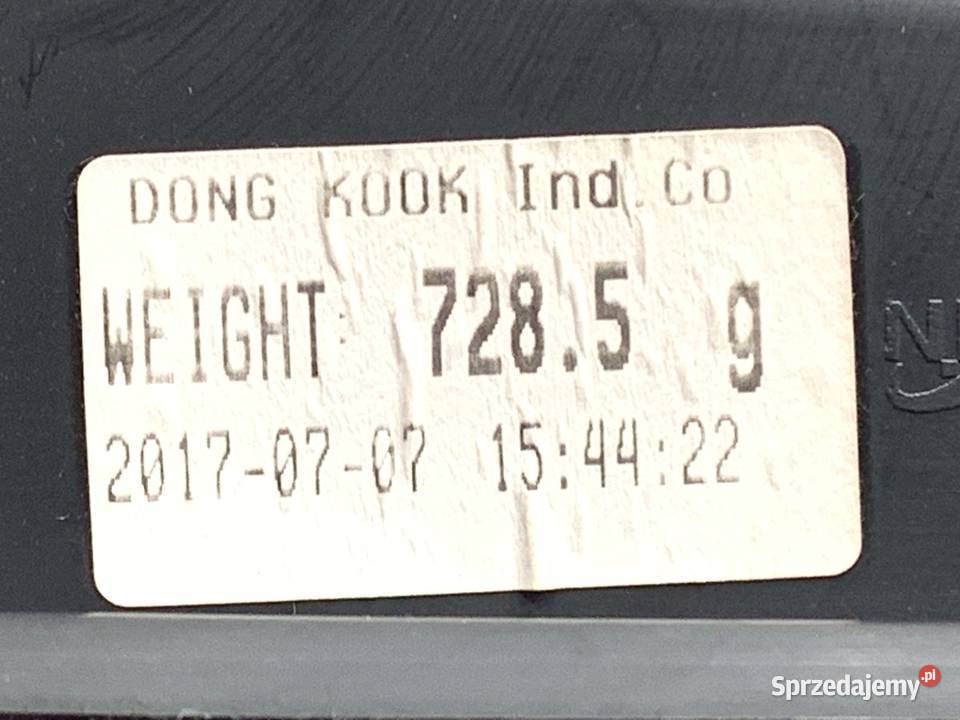 DONG KOOK Ind.Co
WEIGHT: 728.5 g
2017-07-07 15:44:22
Sprzedajemy.pl